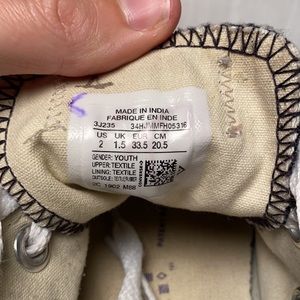 MADE IN INDIA
FABRIQUE EN INDE
3J235
US UK EUR CM
2 1.5 33.5 20.5
GENDER: YOUTH
UPPER: TEXTILE
LINING: TEXTILE